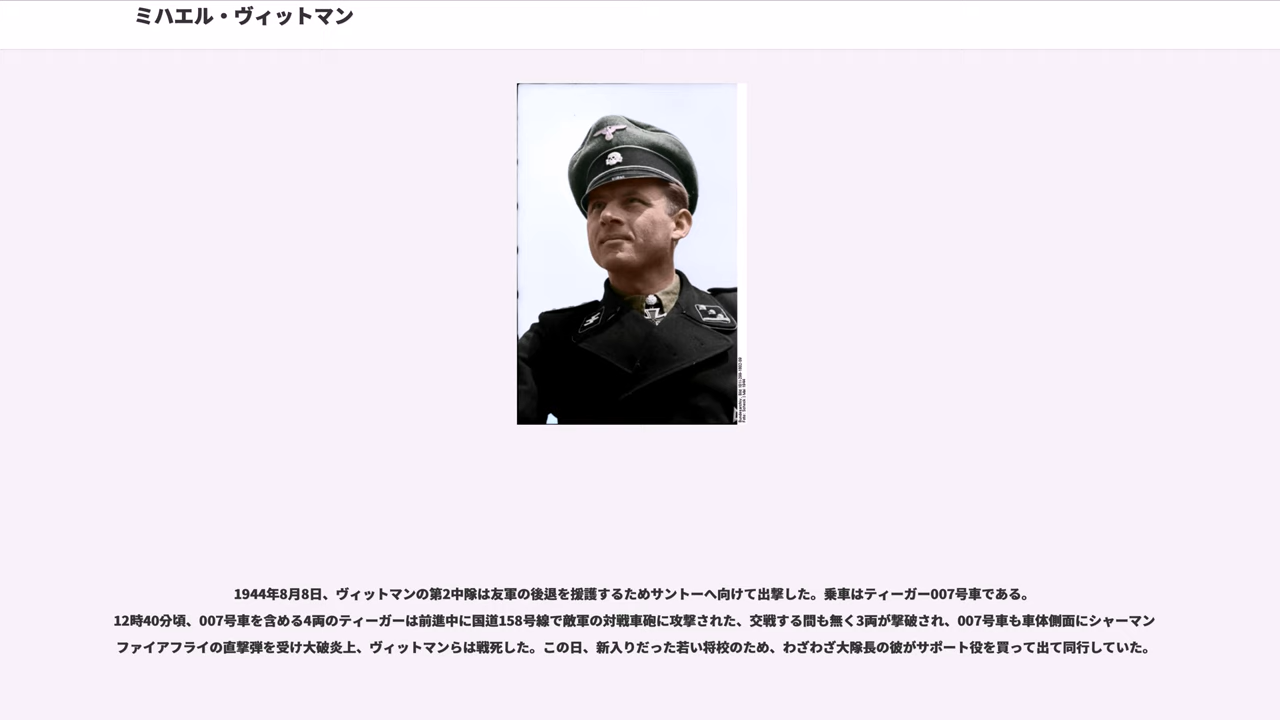 ミハエル・ヴィットマン
1944年8月8日、ヴィットマンの第2中隊は友軍の後退を援護するためサントーへ向けて出撃した。乗車はティーガー007号車である。
12時40分頃、007号車を含める4両のティーガーは前進中に国道158号線で敵軍の対戦車砲に攻撃された、交戦する間も無く3両が撃破され、007号車も車体側面にシャーマン
ファイアフライの直撃弾を受け大破炎上、ヴィットマンらは戦死した。この日、新入りだった若い将校のため、わざわざ大隊長の彼がサポート役を買って出て同行していた。